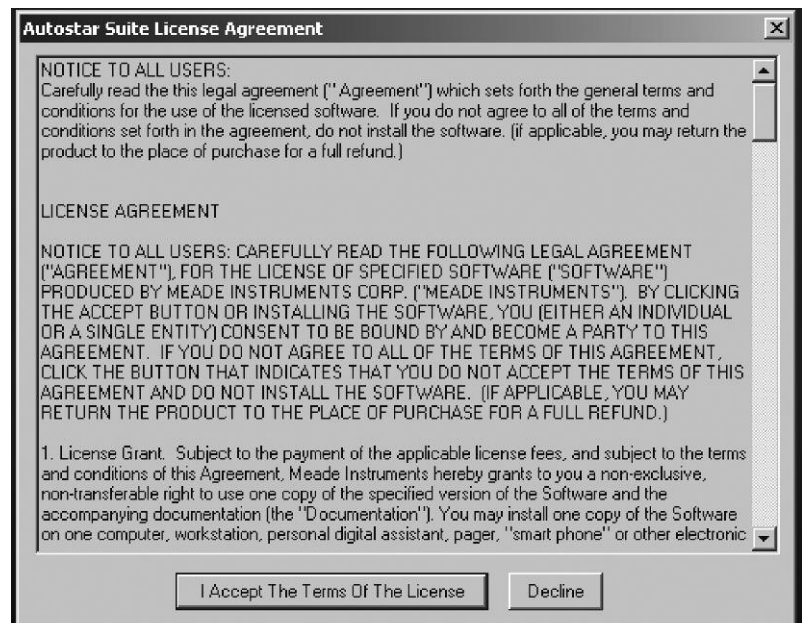 Autostar Suite License Agreement
NOTICE TO ALL USERS:
Carefully read the this legal agreement (" Agreement") which sets forth the general terms and
conditions for the use of the licensed software.  If you do not agree to all of the terms and
conditions set forth in the agreement, do not install the software. (if applicable, you may return the
product to the place of purchase for a full refund.)
LICENSE AGREEMENT
NOTICE TO ALL USERS: CAREFULLY READ THE FOLLOWING LEGAL AGREEMENT
("AGREEMENT"), FOR THE LICENSE OF SPECIFIED SOFTWARE ("SOFTWARE")
PRODUCED BY MEADE INSTRUMENTS CORP. ("MEADE INSTRUMENTS").  BY CLICKING
THE ACCEPT BUTTON OR INSTALLING THE SOFTWARE, YOU (EITHER AN INDIVIDUAL
OR A SINGLE ENTITY) CONSENT TO BE BOUND BY AND BECOME A PARTY TO THIS
AGREEMENT.  IF YOU DO NOT AGREE TO ALL OF THE TERMS OF THIS AGREEMENT,
CLICK THE BUTTON THAT INDICATES THAT YOU DO NOT ACCEPT THE TERMS OF THIS
AGREEMENT AND DO NOT INSTALL THE SOFTWARE.  (IF APPLICABLE, YOU MAY
RETURN THE PRODUCT TO THE PLACE OF PURCHASE FOR A FULL REFUND.)
1. License Grant.  Subject to the payment of the applicable license fees, and subject to the terms
and conditions of this Agreement, Meade Instruments hereby grants to you a non-exclusive,
non-transferable right to use one copy of the specified version of the Software and the
accompanying documentation (the "Documentation"). You may install one copy of the Software
on one computer, workstation, personal digital assistant, pager, "smart phone" or other electronic
I Accept The Terms Of The License
Decline